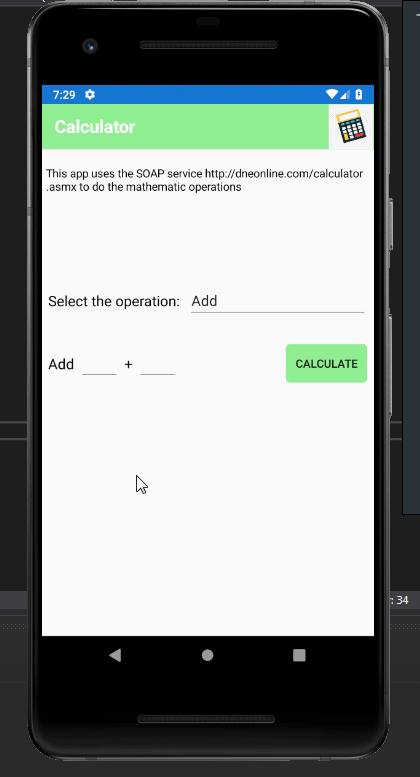 7:29
Calculator
This app uses the SOAP service http://dneonline.com/calculator
.asmx to do the mathematic operations
Select the operation: Add
Add + CALCULATE
: 34